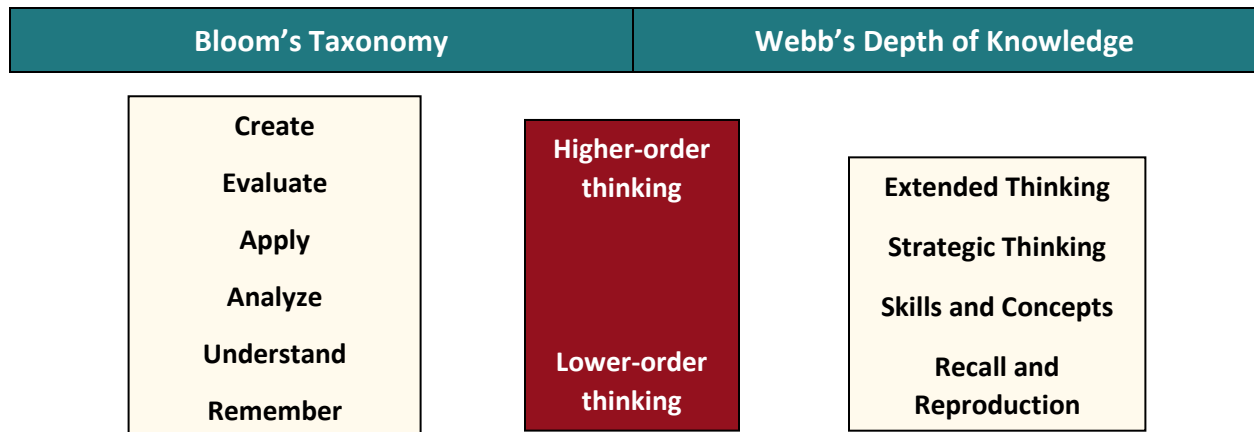 Bloom’s Taxonomy
Webb’s Depth of Knowledge
Create
Evaluate
Apply
Analyze
Understand
Remember
Higher-order
thinking
Lower-order
thinking
Extended Thinking
Strategic Thinking
Skills and Concepts
Recall and
Reproduction